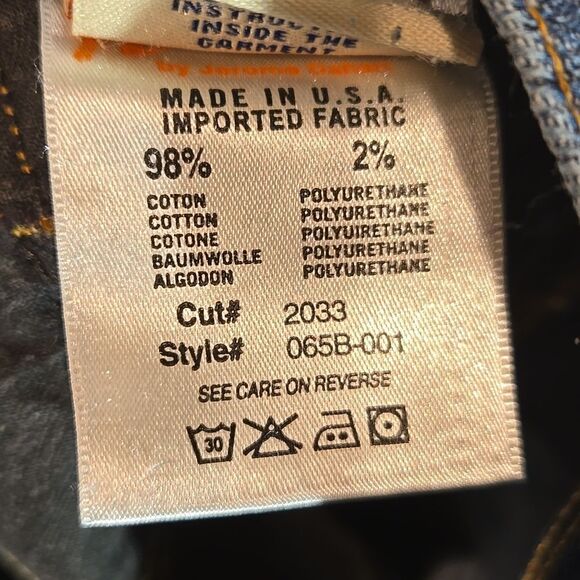 INSIDE THE
GARMENT
MADE IN U.S.A.
IMPORTED FABRIC
98% 2%
COTON POLYURETHANE
COTTON POLYURETHANE
COTONE POLYUIRETHANE
BAUMWOLLE POLYURETHANE
ALGODON POLYURETHANE
Cut# 2033
Style# 065B-001
SEE CARE ON REVERSE
30